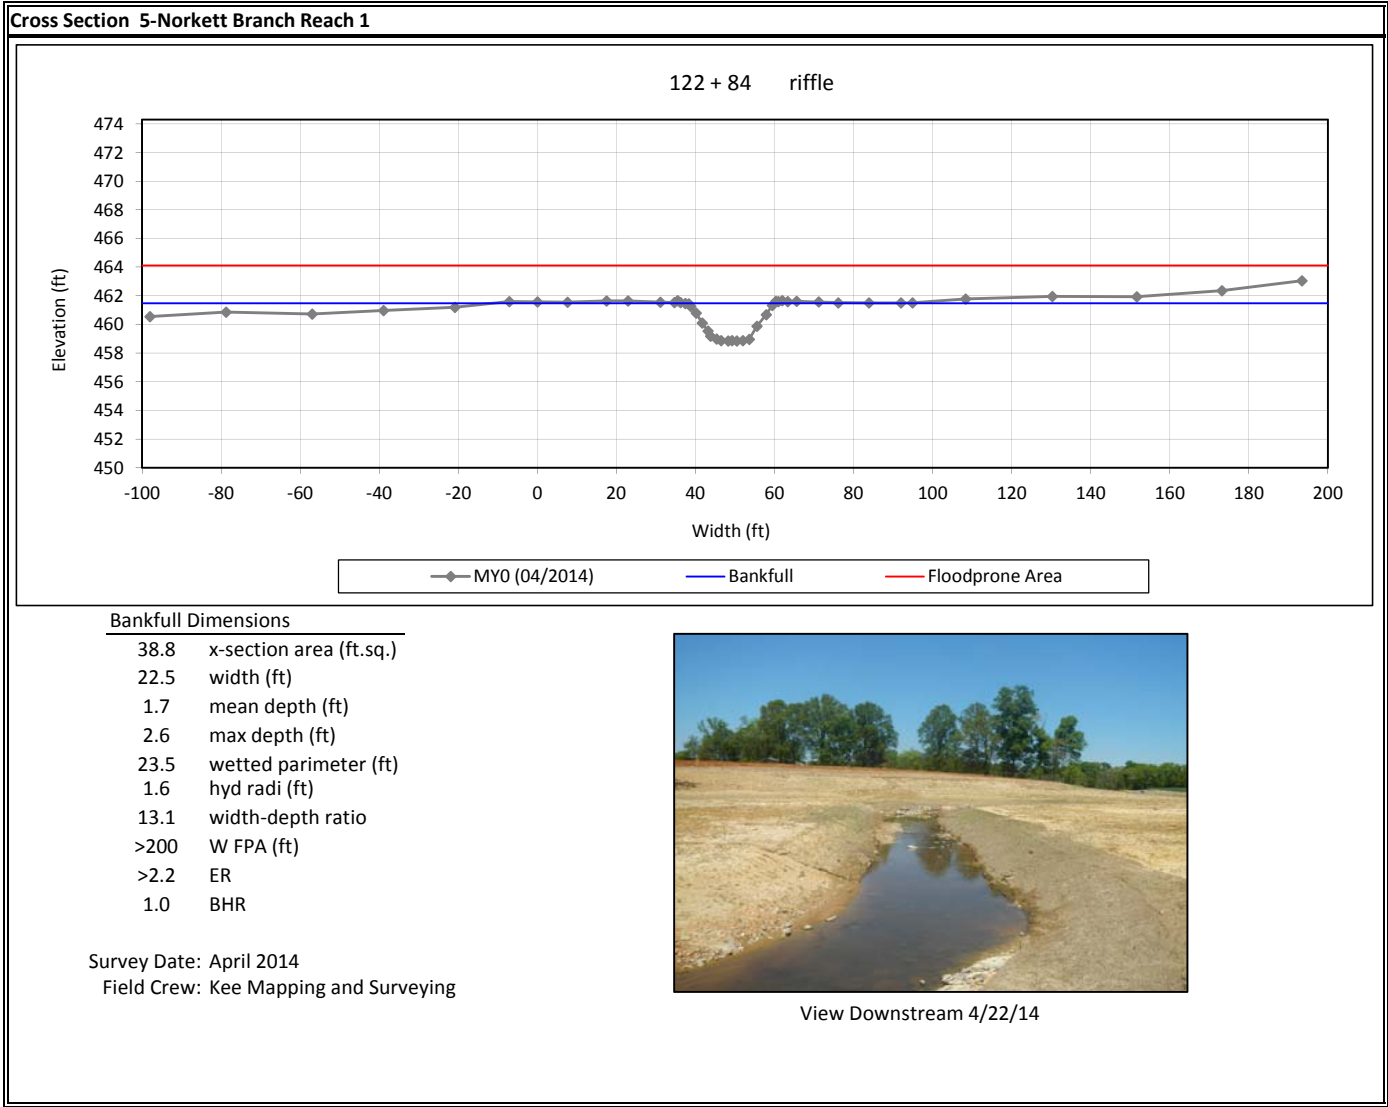 Cross Section  5-Norkett Branch Reach 1
122 + 84 riffle
474
472
470
468
466
464
462
460
458
456
454
452
450
Elevation (ft)
-100 -80 -60 -40 -20 0 20 40 60 80 100 120 140 160 180 200
Width (ft)
MY0 (04/2014) Bankfull Floodprone Area
Bankfull Dimensions
38.8 x-section area (ft.sq.)
22.5 width (ft)
1.7 mean depth (ft)
2.6 max depth (ft)
23.5 wetted parimeter (ft)
1.6 hyd radi (ft)
13.1 width-depth ratio
>200 W FPA (ft)
>2.2 ER
1.0 BHR
Survey Date: April 2014
Field Crew: Kee Mapping and Surveying
View Downstream 4/22/14